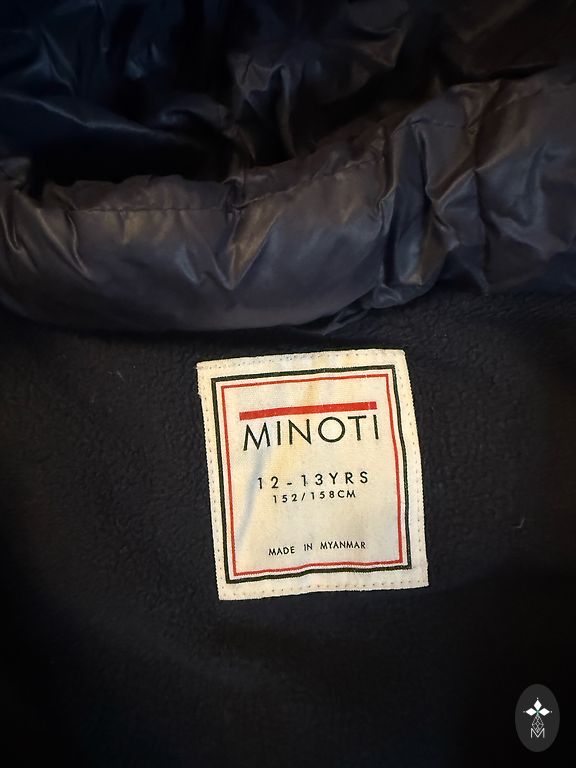 MINOTI
12 - 13YRS
152/158CM
MADE IN MYANMAR
M